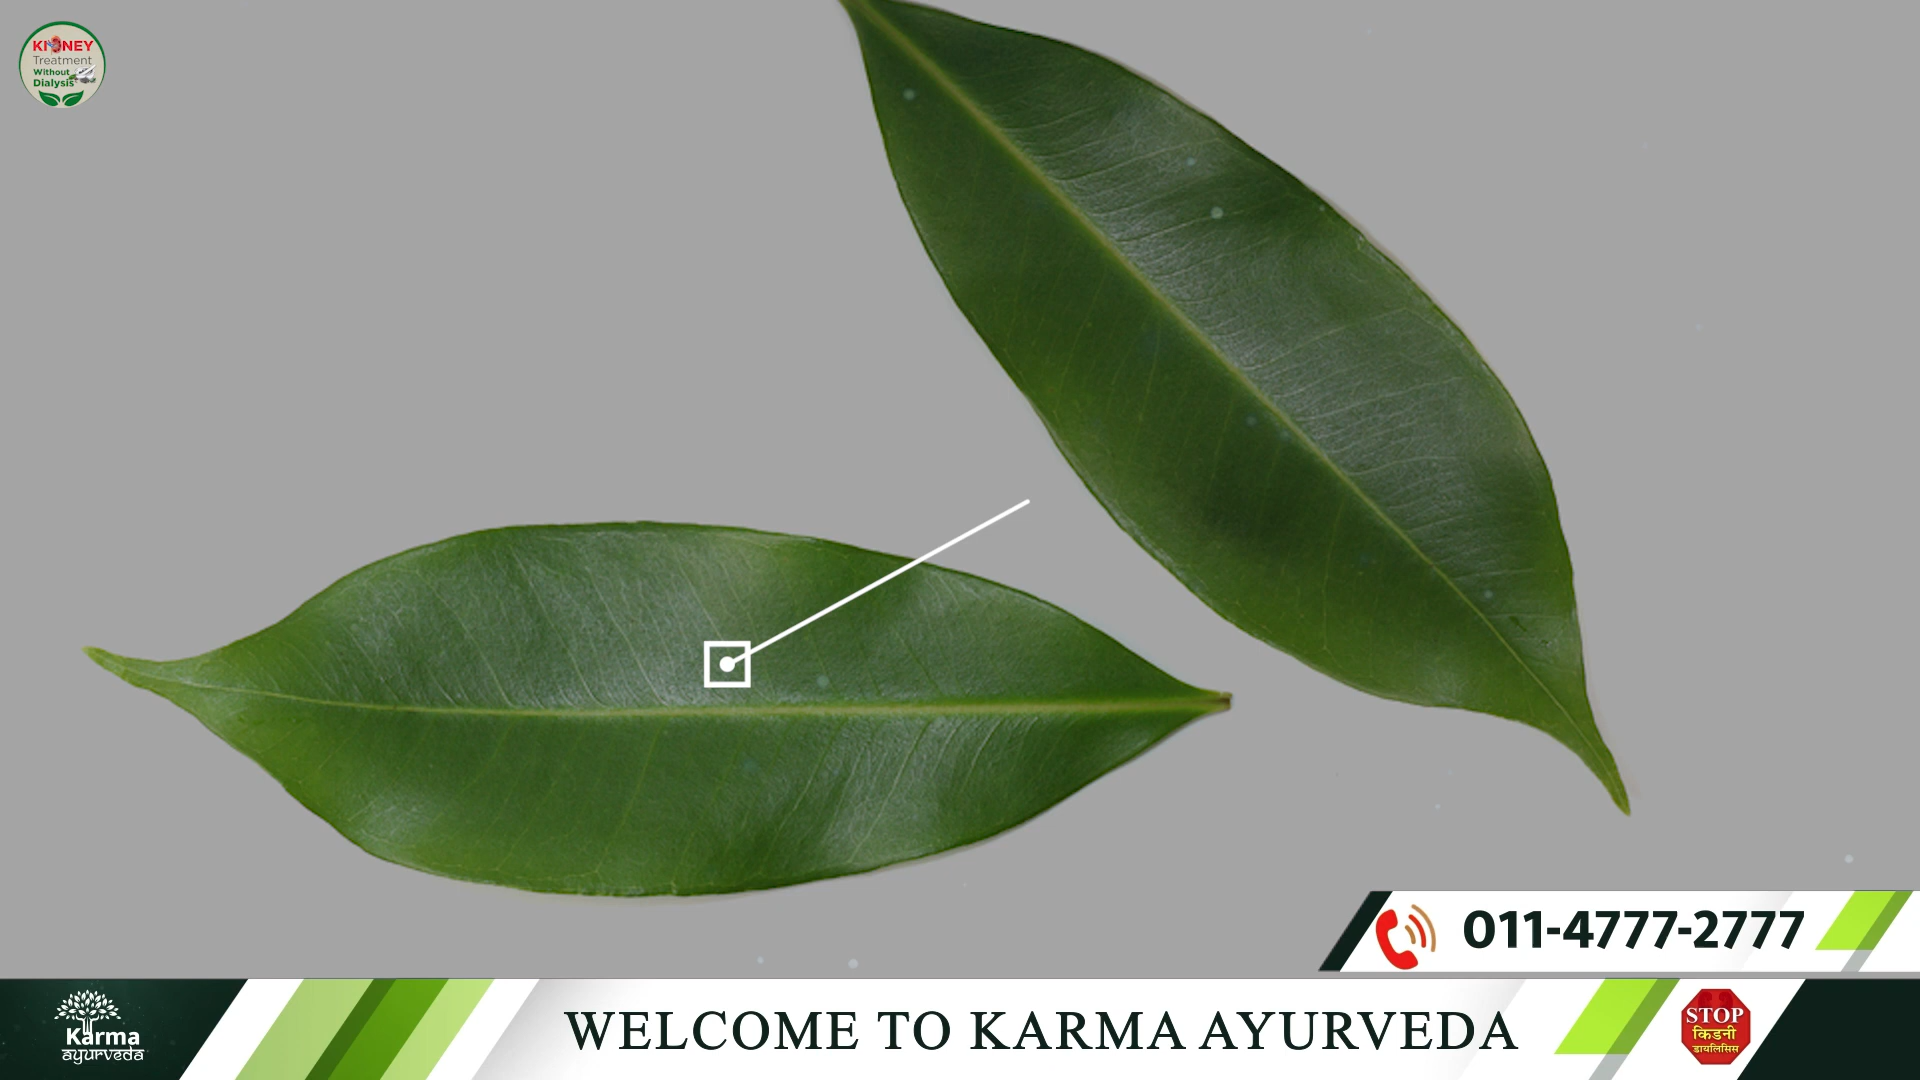 KIDNEY
Treatment
Without
Dialysis
011-4777-2777
Karma
ayurveda
WELCOME TO KARMA AYURVEDA
STOP
किडनी
डायलिसिस